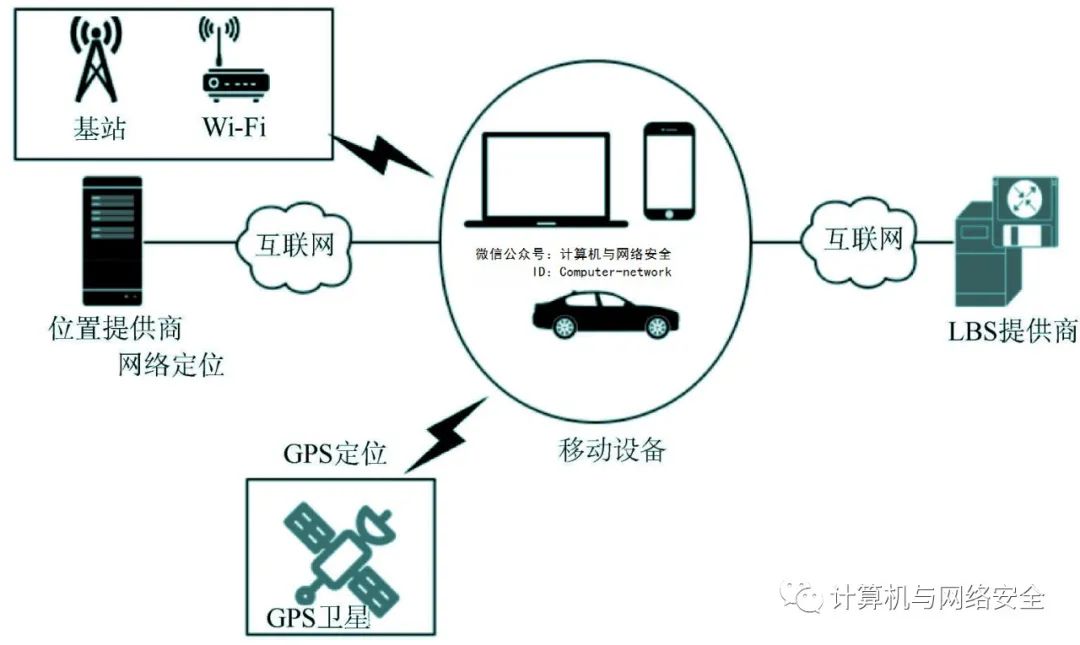 基站
Wi-Fi
互联网
微信公众号：计算机与网络安全
ID：Computer-network
互联网
位置提供商
网络定位
LBS提供商
移动设备
GPS定位
GPS卫星
计算机与网络安全